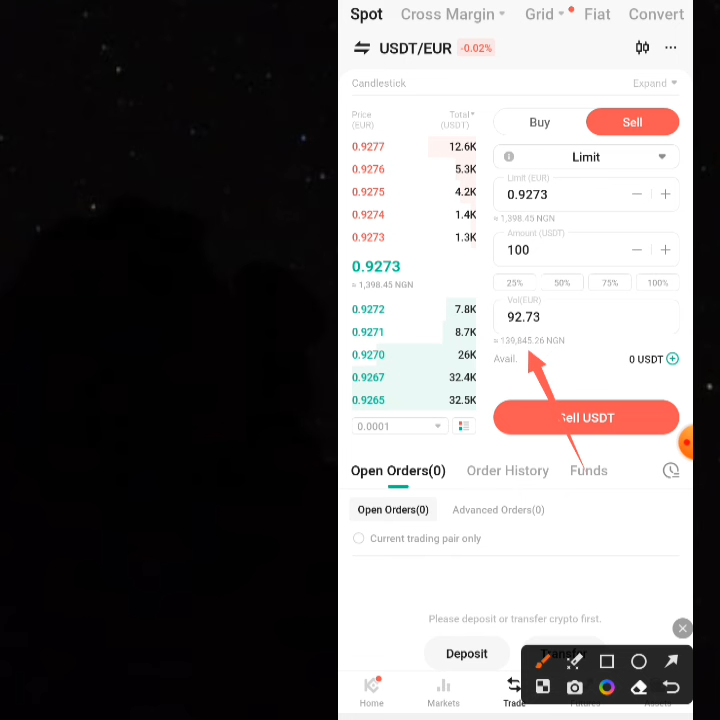 Spot Cross Margin Grid Fiat Convert
USDT/EUR -0.02%
Candlestick Expand
Price (EUR) Total (USDT)
0.9277 12.6K
0.9276 5.3K
0.9275 4.2K
0.9274 1.4K
0.9273 1.3K
0.9273
≈ 1,398.45 NGN
0.9272 7.8K
0.9271 8.7K
0.9270 26K
0.9267 32.4K
0.9265 32.5K
0.0001
Buy Sell
Limit
Limit (EUR)
0.9273
≈ 1,398.45 NGN
Amount (USDT)
100
25% 50% 75% 100%
Vol(EUR)
92.73
≈ 139,845.26 NGN
Avail. 0 USDT
Sell USDT
Open Orders(0) Order History Funds
Open Orders(0) Advanced Orders(0)
Current trading pair only
Please deposit or transfer crypto first.
Deposit Transfer
Home Markets Trade Futures Assets